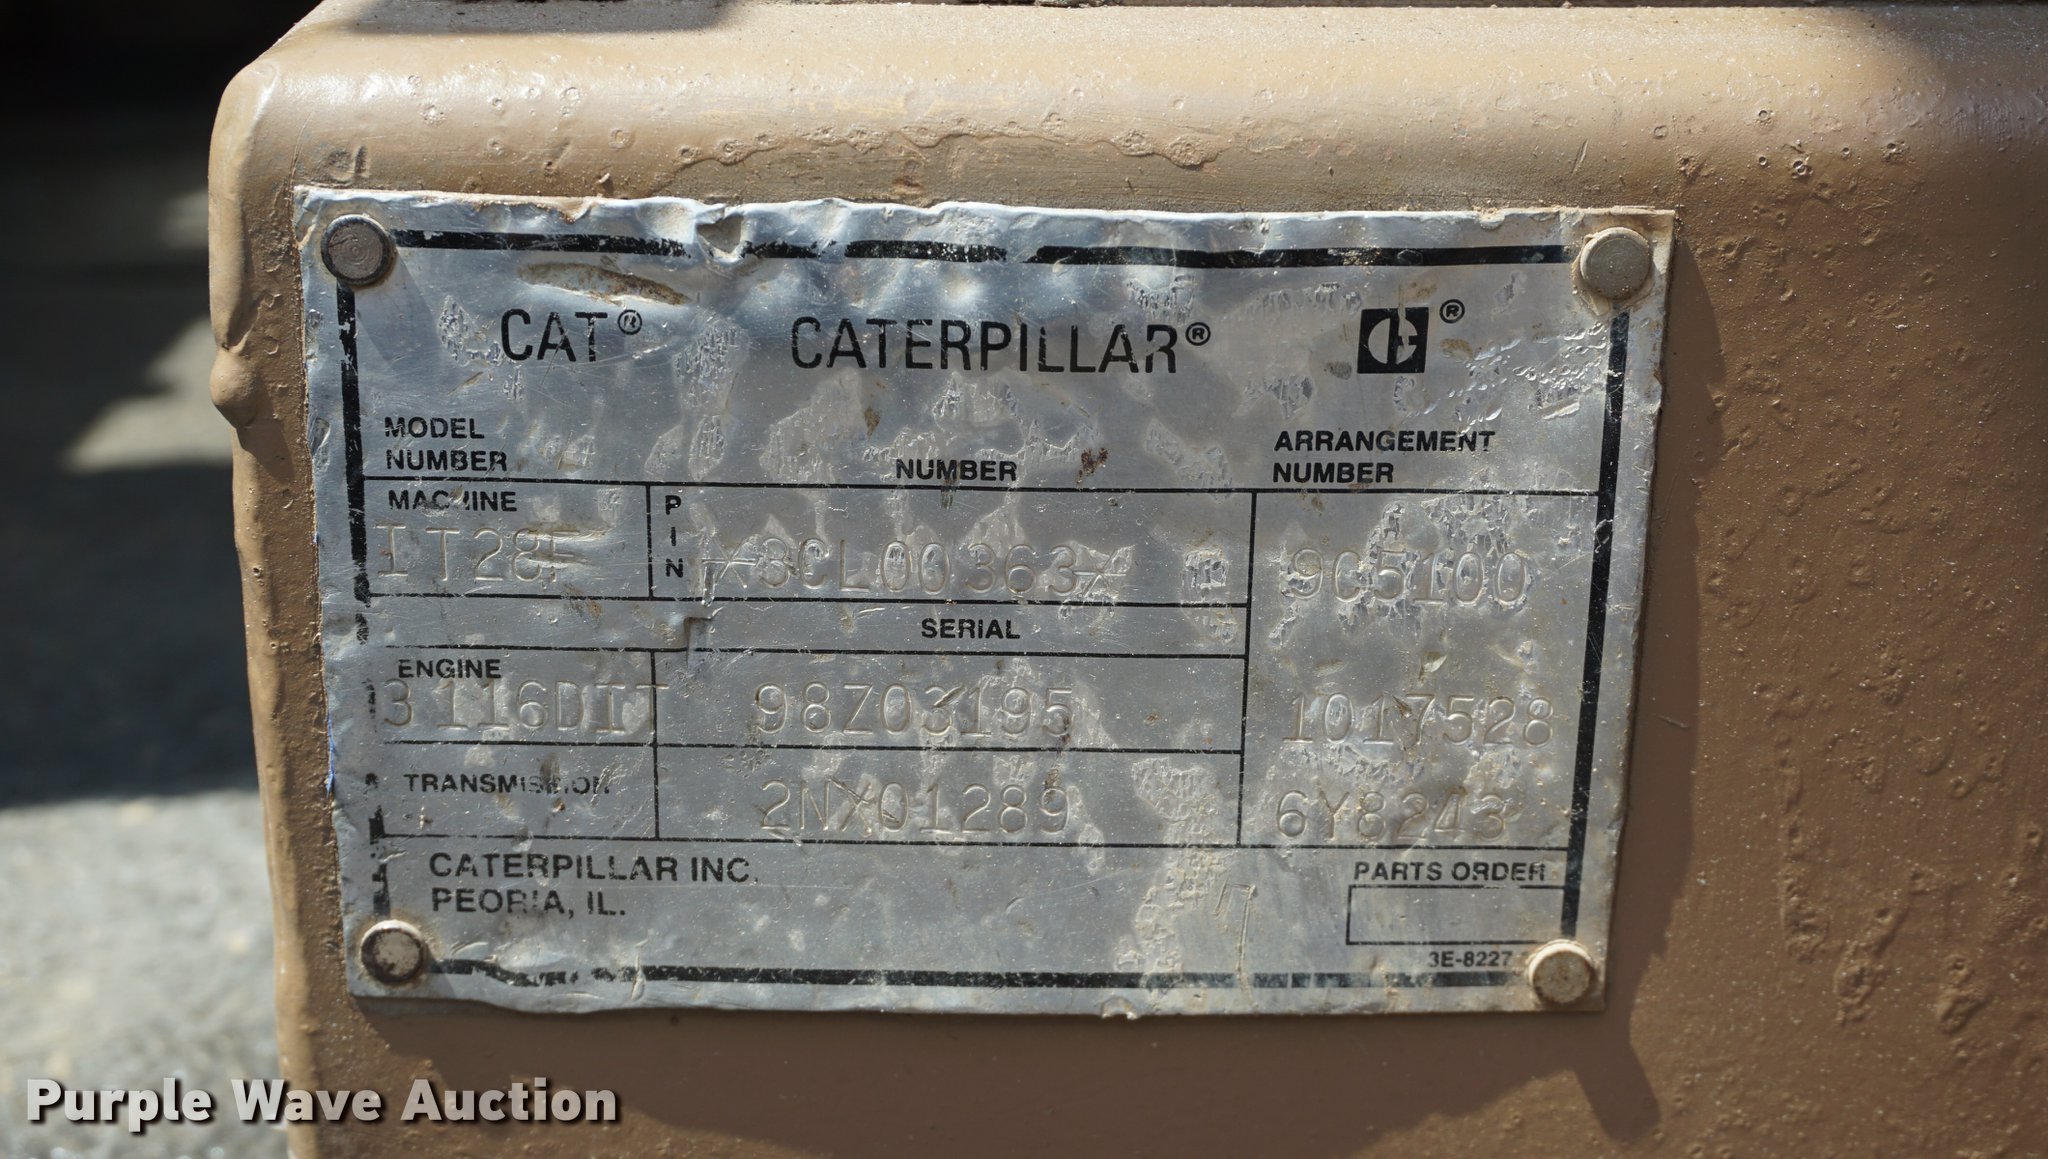 CAT® CATERPILLAR® ®
MODEL NUMBER
NUMBER
ARRANGEMENT NUMBER
MACHINE
IT28F
PIN
X3CL00363X
9C5100
SERIAL
ENGINE
3116DIT
98Z03195
1017528
TRANSMISSION
2NX01289
6Y8243
CATERPILLAR INC.
PEORIA, IL.
PARTS ORDER
3E-8227
Purple Wave Auction